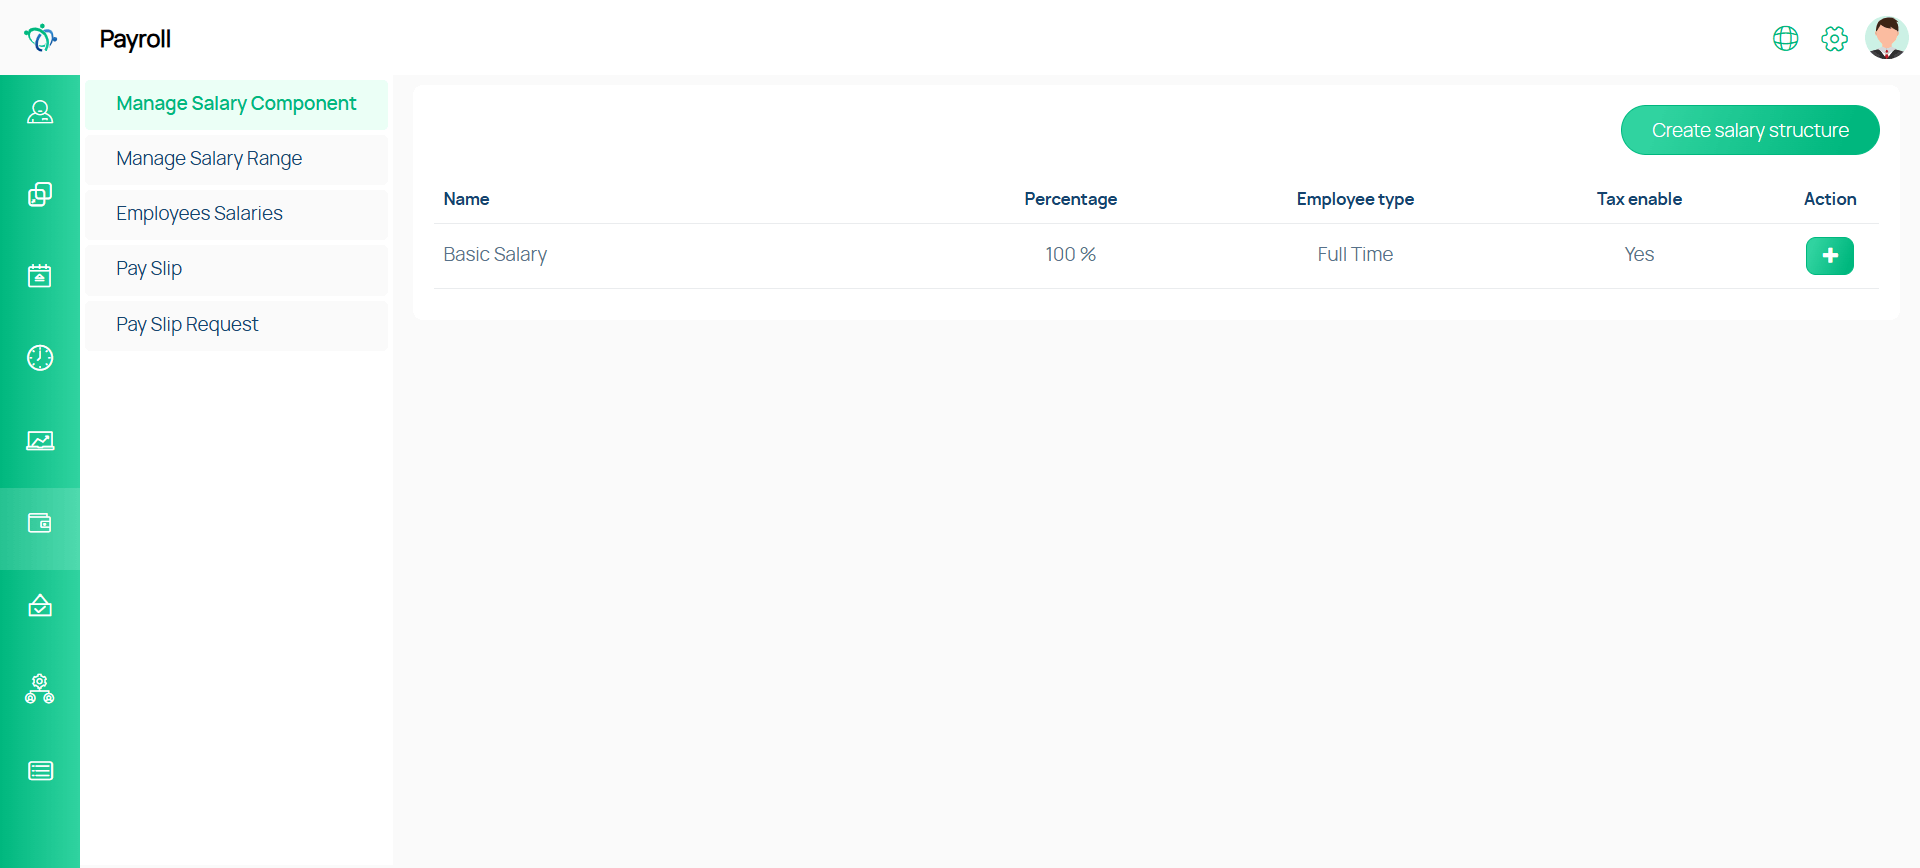 Payroll
Manage Salary Component
Manage Salary Range
Employees Salaries
Pay Slip
Pay Slip Request
Create salary structure
Name Percentage Employee type Tax enable Action
Basic Salary 100 % Full Time Yes